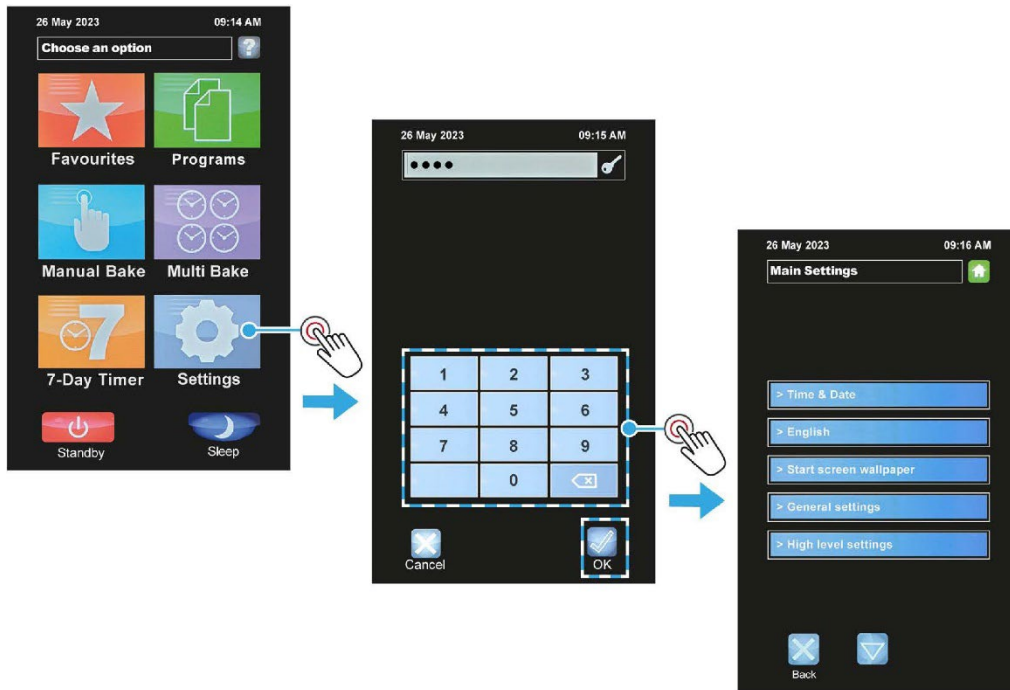 26 May 2023 09:14 AM
Choose an option ?
Favourites Programs
Manual Bake Multi Bake
7
7-Day Timer Settings
Standby Sleep
26 May 2023 09:15 AM
••••
1 2 3
4 5 6
7 8 9
0
Cancel OK
26 May 2023 09:16 AM
Main Settings
> Time & Date
> English
> Start screen wallpaper
> General settings
> High level settings
Back